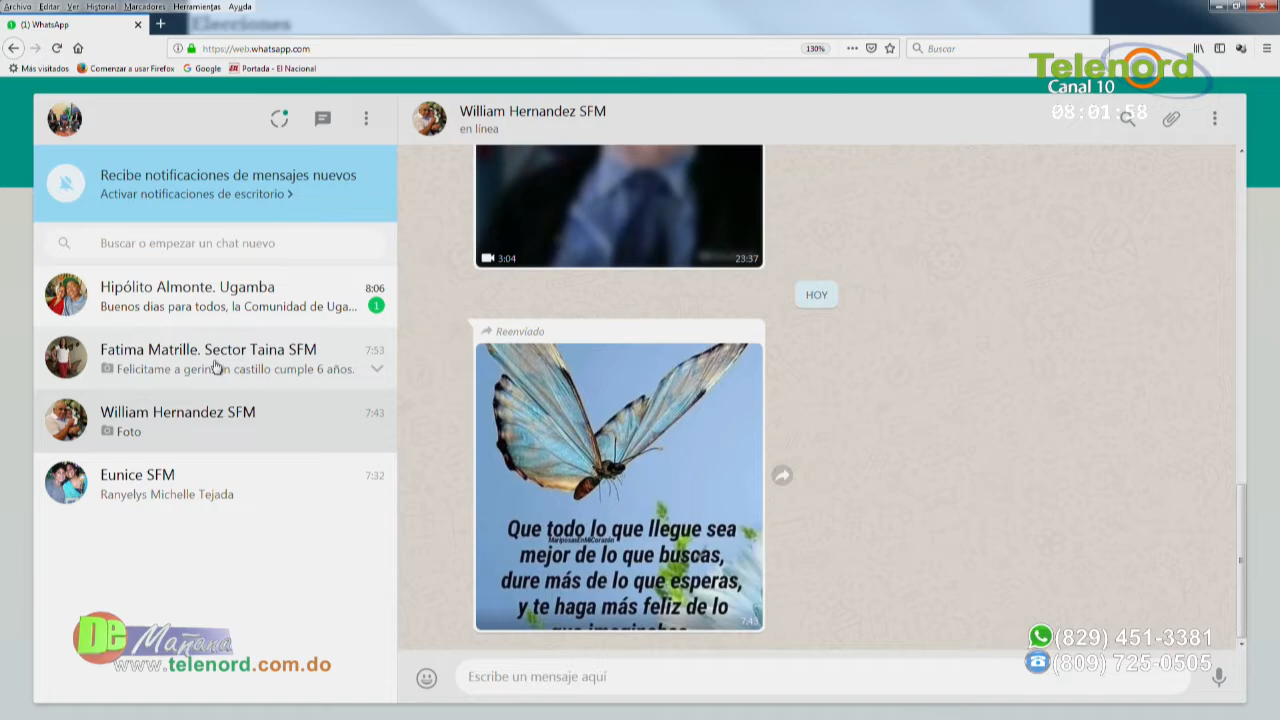 Archivo Editar Ver Historial Marcadores Herramientas Ayuda
Elecciones
(1) WhatsApp
https://web.whatsapp.com
130%
Buscar
Más visitados Comenzar a usar Firefox Google Portada - El Nacional
Telenord
Canal 10
08:01:58
William Hernandez SFM
en línea
Recibe notificaciones de mensajes nuevos
Activar notificaciones de escritorio >
Buscar o empezar un chat nuevo
Hipólito Almonte. Ugamba 8:06
Buenos dias para todos, la Comunidad de Uga... 1
Fatima Matrille. Sector Taina SFM 7:53
Felicitame a castillo cumple 6 años.
William Hernandez SFM 7:43
Foto
Eunice SFM 7:32
Ranyelys Michelle Tejada
3:04 23:37
HOY
Reenviado
Que todo lo que llegue sea
MariposasEnMiCorazón
mejor de lo que buscas,
dure más de lo que esperas,
y te haga más feliz de lo
7:43
De Mañana
www.telenord.com.do
(829) 451-3381
(809) 725-0505
Escribe un mensaje aquí